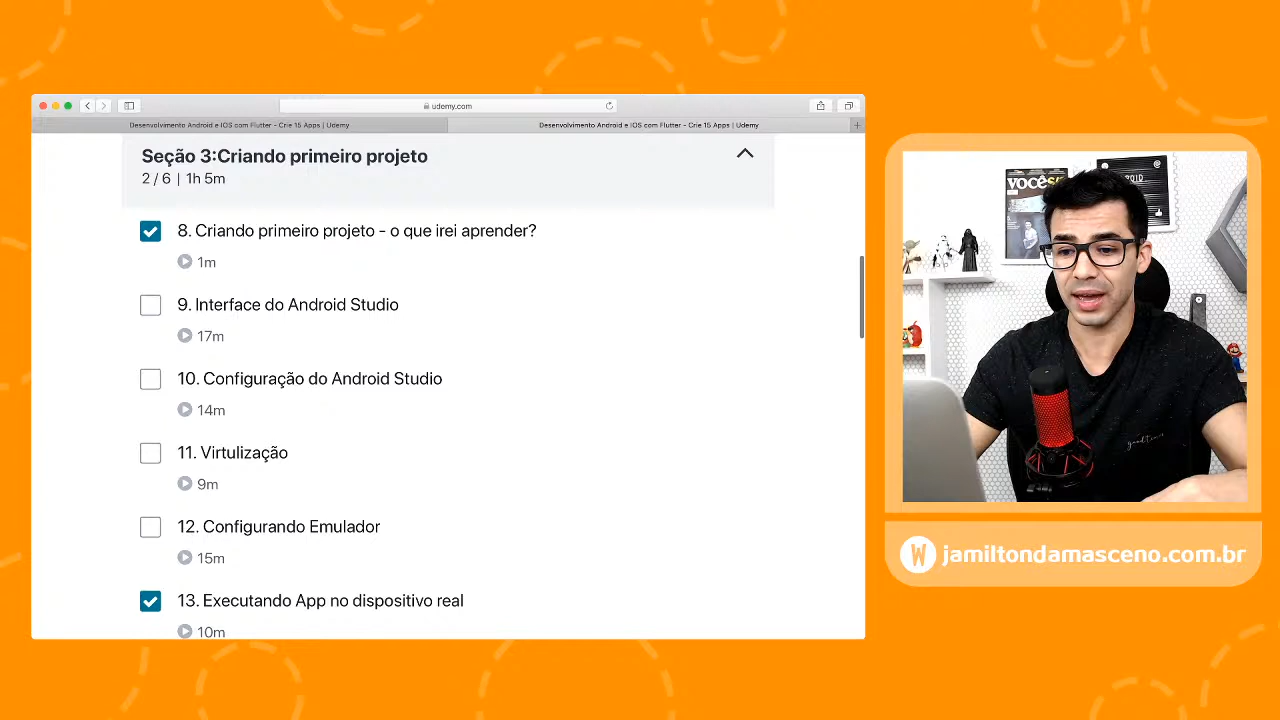 udemy.com
Desenvolvimento Android e IOS com Flutter - Crie 15 Apps | Udemy
Desenvolvimento Android e IOS com Flutter - Crie 15 Apps | Udemy
Seção 3:Criando primeiro projeto
2 / 6 | 1h 5m
8. Criando primeiro projeto - o que irei aprender?
1m
9. Interface do Android Studio
17m
10. Configuração do Android Studio
14m
11. Virtulização
9m
12. Configurando Emulador
15m
13. Executando App no dispositivo real
10m
VOCÊ
W jamiltondamasceno.com.br